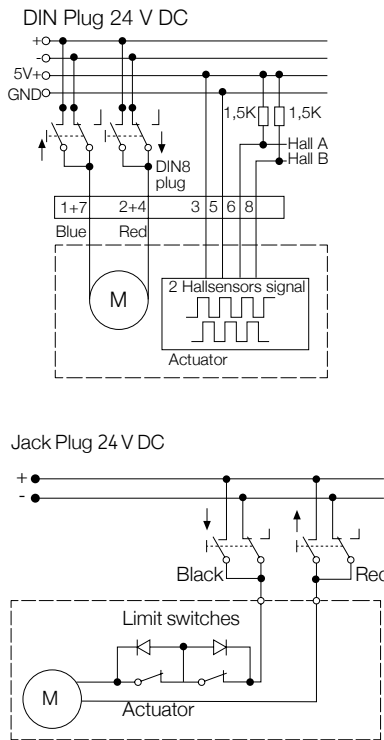 DIN Plug 24 V DC
+
-
5V+
GND
1,5K 1,5K
Hall A
Hall B
DIN8
plug
1+7 2+4 3 5 6 8
Blue Red
M
2 Hallsensors signal
Actuator
Jack Plug 24 V DC
+
-
Black Red
Limit switches
M
Actuator